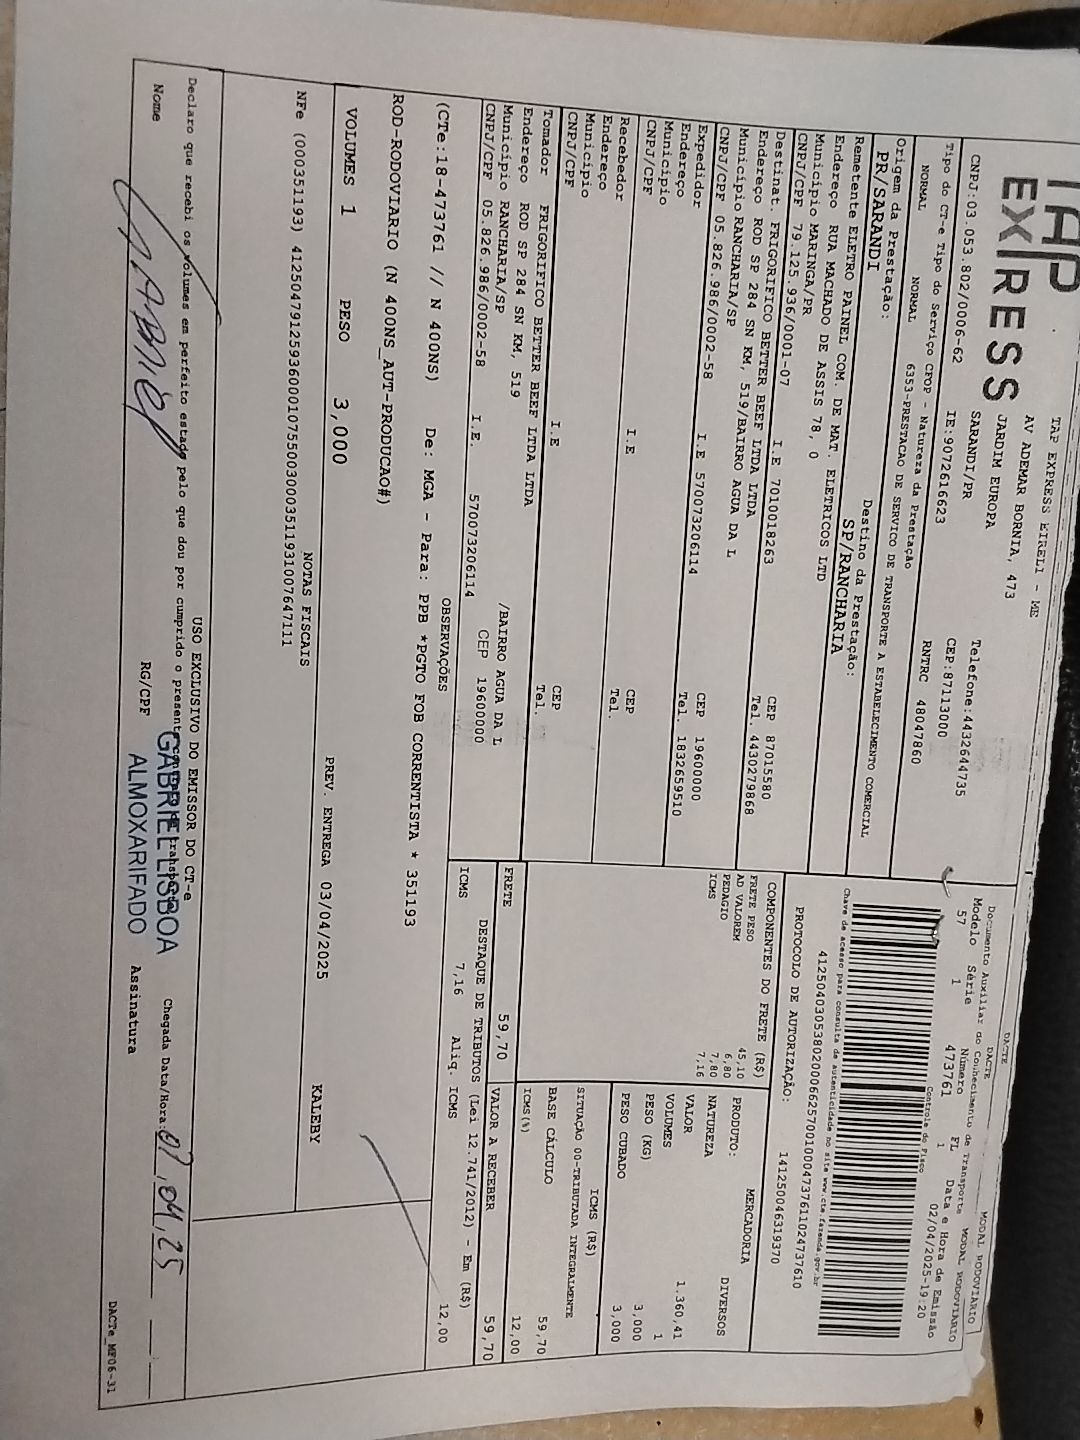 TAP
EXPRESS
TAP EXPRESS EIRELI - ME
AV ADEMAR BORNIA, 473
JARDIM EUROPA
SARANDI/PR
Telefone:4432644735
CEP:87113000
CNPJ:03.053.802/0006-62 IE:9072616623
RNTRC 48047860
Tipo do CT-e Tipo do Serviço CFOP - Natureza da Prestação
NORMAL NORMAL 6353-PRESTACAO DE SERVICO DE TRANSPORTE A ESTABELECIMENTO COMERCIAL
Origem da Prestação: Destino da Prestação:
PR/SARANDI SP/RANCHARIA
Remetente ELETRO PAINEL COM. DE MAT. ELETRICOS LTD
Endereço RUA MACHADO DE ASSIS 78, 0
Município MARINGA/PR CEP 87015580
CNPJ/CPF 79.125.936/0001-07 I.E 7010018263 Tel. 4430279868
Destinat. FRIGORIFICO BETTER BEEF LTDA LTDA
Endereço ROD SP 284 SN KM, 519/BAIRRO AGUA DA L
Município RANCHARIA/SP CEP 19600000
CNPJ/CPF 05.826.986/0002-58 I.E 570073206114 Tel 1832659510
Expedidor
Endereço
Município CEP
CNPJ/CPF I.E Tel.
Recebedor
Endereço
Município CEP
CNPJ/CPF I.E Tel.
Tomador FRIGORIFICO BETTER BEEF LTDA LTDA
Endereço ROD SP 284 SN KM, 519 /BAIRRO AGUA DA L
Município RANCHARIA/SP CEP 19600000
CNPJ/CPF 05.826.986/0002-58 I.E. 570073206114
DACTE
DACTE
Documento Auxiliar do Conhecimento de Transporte
MODAL RODOVIARIO
MODAL RODOVIARIO
Modelo Série Número FL Data e Hora de Emissão
57 1 473761 1 02/04/2025-19:20
Controle do Fisco
Chave de acesso para consulta de autenticidade no site www.cte.fazenda.gov.br
41250403053802000662570010004737611024737610
PROTOCOLO DE AUTORIZAÇÃO: 141250046319370
COMPONENTES DO FRETE (R$)
FRETE PESO 45,10
AD VALOREM 6,80
PEDAGIO 7,80
ICMS 7,16
MERCADORIA
PRODUTO: DIVERSOS
NATUREZA
VALOR 1.360,41
VOLUMES 1
PESO (KG) 3,000
PESO CUBADO 3,000
ICMS (R$)
SITUAÇÃO 00-TRIBUTADA INTEGRALMENTE
BASE CÁLCULO 59,70
ICMS(%) 12,00
FRETE 59,70 VALOR A RECEBER 59,70
DESTAQUE DE TRIBUTOS (Lei 12.741/2012) - Em (R$)
ICMS 7,16 Aliq. ICMS 12,00
OBSERVAÇÕES
(CTe:18-473761 // N 400NS) De: MGA - Para: PPB *PGTO FOB CORRENTISTA * 351193
ROD-RODOVIARIO (N 400NS_AUT-PRODUCAO#)
VOLUMES 1 PESO 3,000 PREV. ENTREGA 03/04/2025 KALEBY
NOTAS FISCAIS
NFe (000351193) 41250479125936000107550030003511931007647111
USO EXCLUSIVO DO EMISSOR DO CT-e
Declaro que recebi os volumes em perfeito estado pelo que dou por cumprido o presente
Chegada Data/Hora:
Nome Gabriel RG/CPF Assinatura
GABRIEL LISBOA
ALMOXARIFADO
DACTe_MF06-31